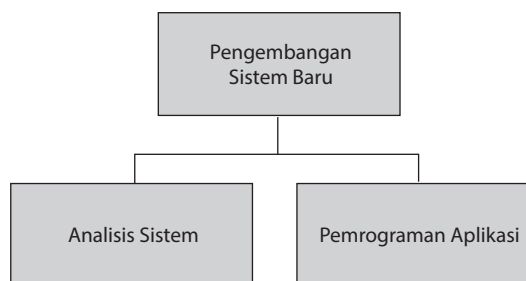 Pengembangan
Sistem Baru
Analisis Sistem
Pemrograman Aplikasi